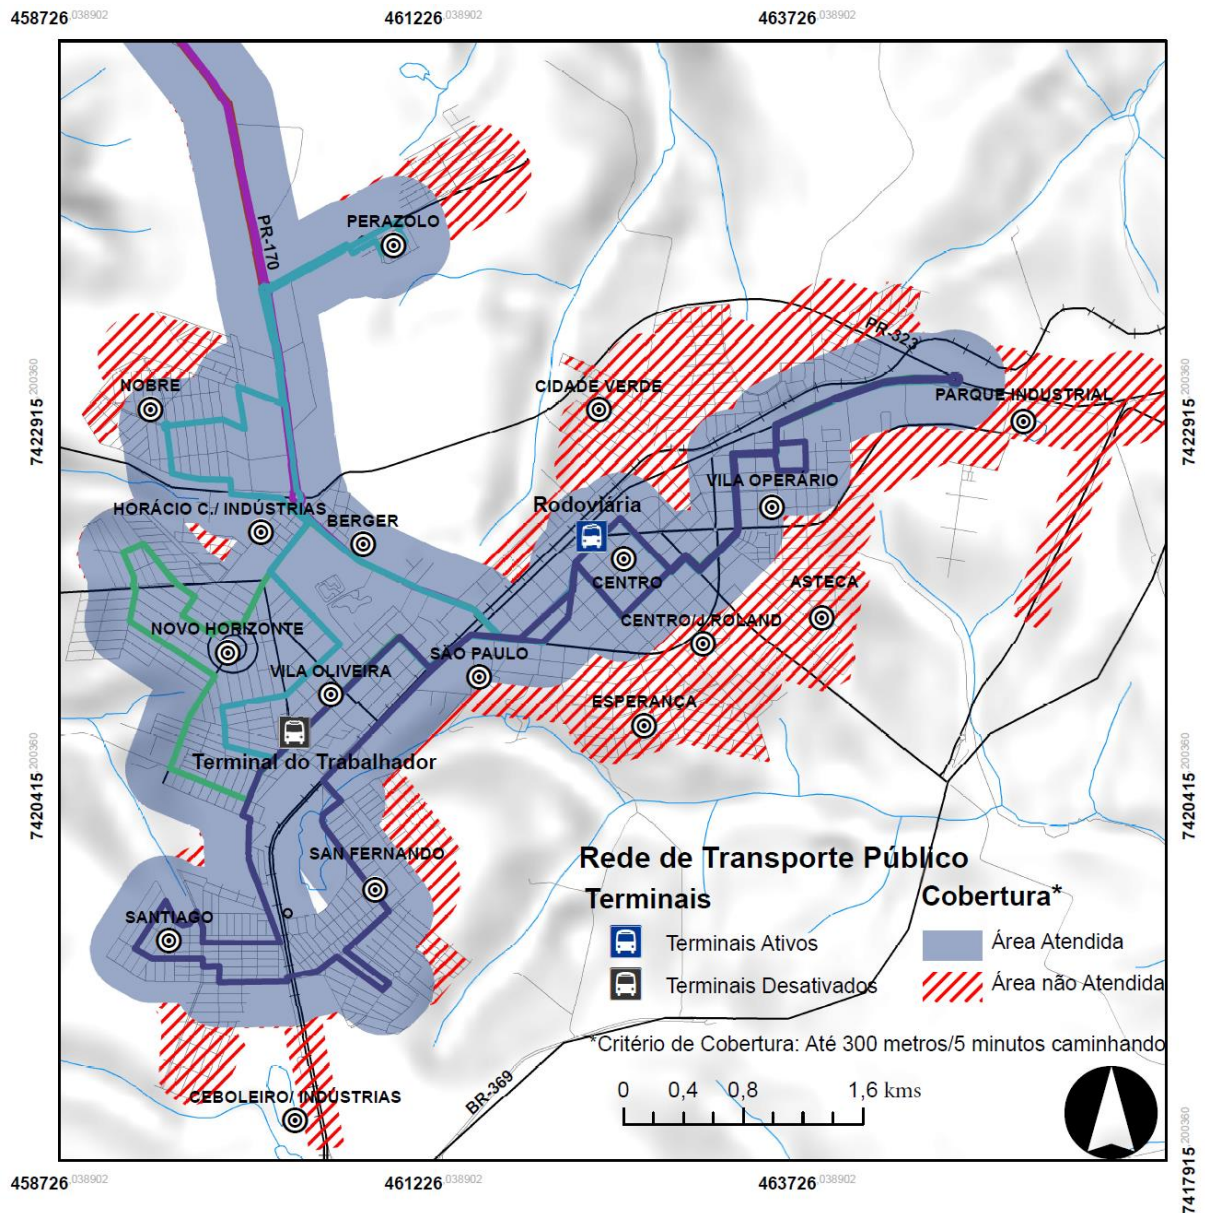 458726,038902 461226,038902 463726,038902
PERAZOLO
PR-170
PR-323
7422915,200360
7422915,200360
NOBRE
CIDADE VERDE
PARQUE INDUSTRIAL
VILA OPERÁRIO
HORÁCIO C./ INDÚSTRIAS
Rodoviária
BERGER
CENTRO
ASTECA
NOVO HORIZONTE
CENTRO/J.ROLAND
SÃO PAULO
VILA OLIVEIRA
ESPERANÇA
Terminal do Trabalhador
7420415,200360
7420415,200360
SAN FERNANDO
SANTIAGO
Rede de Transporte Público
Terminais
Cobertura*
Terminais Ativos
Área Atendida
Terminais Desativados
Área não Atendida
*Critério de Cobertura: Até 300 metros/5 minutos caminhando
CEBOLEIRO/ INDÚSTRIAS
BR-369
0 0,4 0,8 1,6 kms
7417915,200360
458726,038902 461226,038902 463726,038902